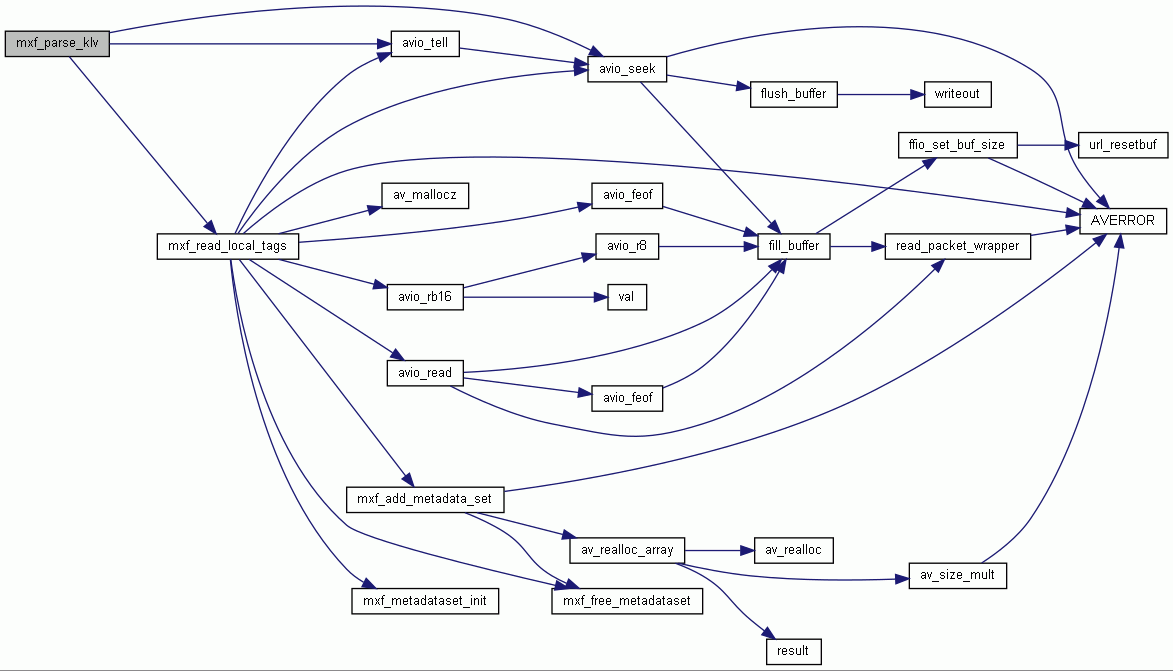 mxf_parse_klv
avio_tell
avio_seek
flush_buffer
writeout
ffio_set_buf_size
url_resetbuf
av_mallocz
avio_feof
AVERROR
mxf_read_local_tags
avio_r8
fill_buffer
read_packet_wrapper
avio_rb16
val
avio_read
avio_feof
mxf_add_metadata_set
av_realloc_array
av_realloc
av_size_mult
mxf_metadataset_init
mxf_free_metadataset
result